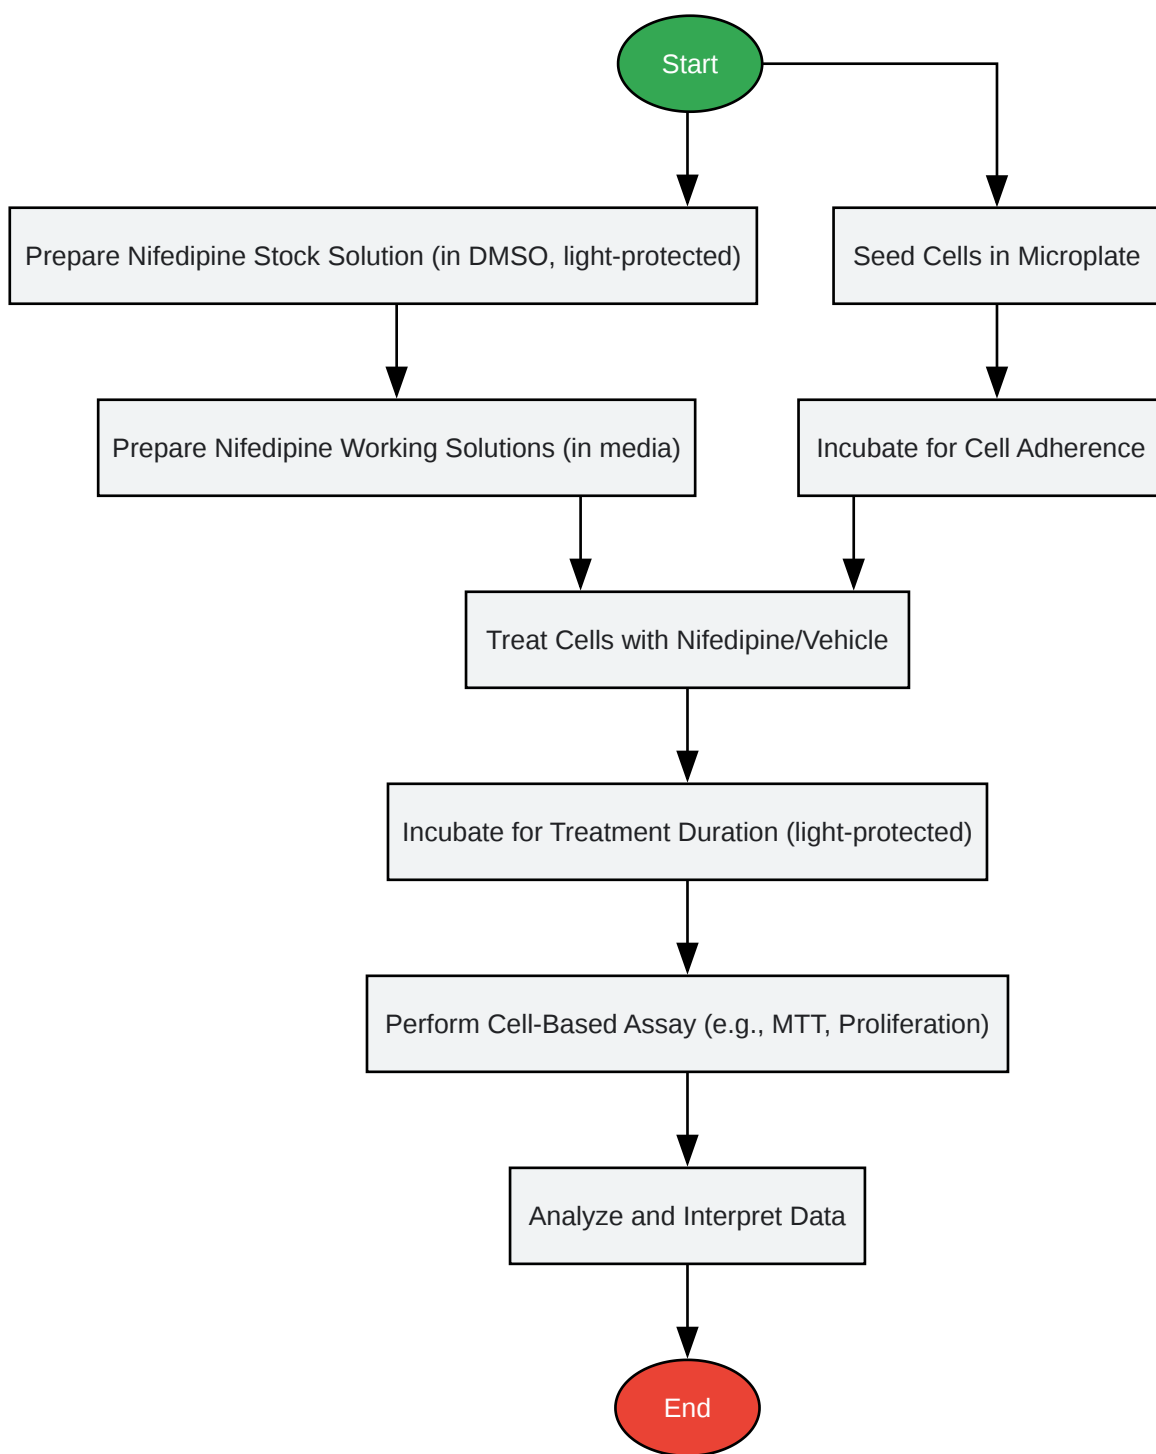 Start
Prepare Nifedipine Stock Solution (in DMSO, light-protected)
Seed Cells in Microplate
Prepare Nifedipine Working Solutions (in media)
Incubate for Cell Adherence
Treat Cells with Nifedipine/Vehicle
Incubate for Treatment Duration (light-protected)
Perform Cell-Based Assay (e.g., MTT, Proliferation)
Analyze and Interpret Data
End